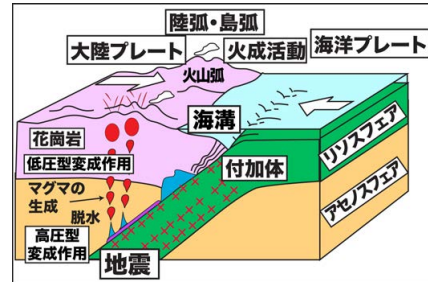 陸弧・島弧
大陸プレート
火成活動
海洋プレート
火山弧
海溝
花崗岩
低圧型変成作用
付加体
リソスフェア
アセノスフェア
マグマの
生成
脱水
高圧型
変成作用
地震